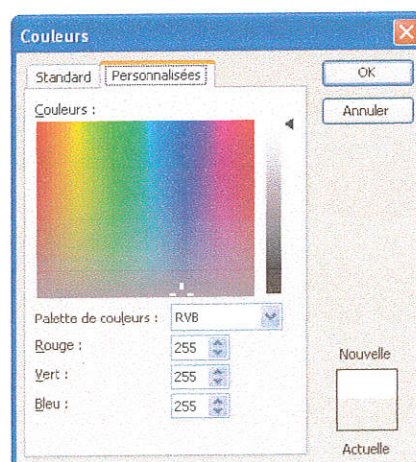 Couleurs
Standard Personnalisées
OK
Annuler
Couleurs :
Palette de couleurs : RVB
Rouge : 255
Vert : 255
Bleu : 255
Nouvelle
Actuelle